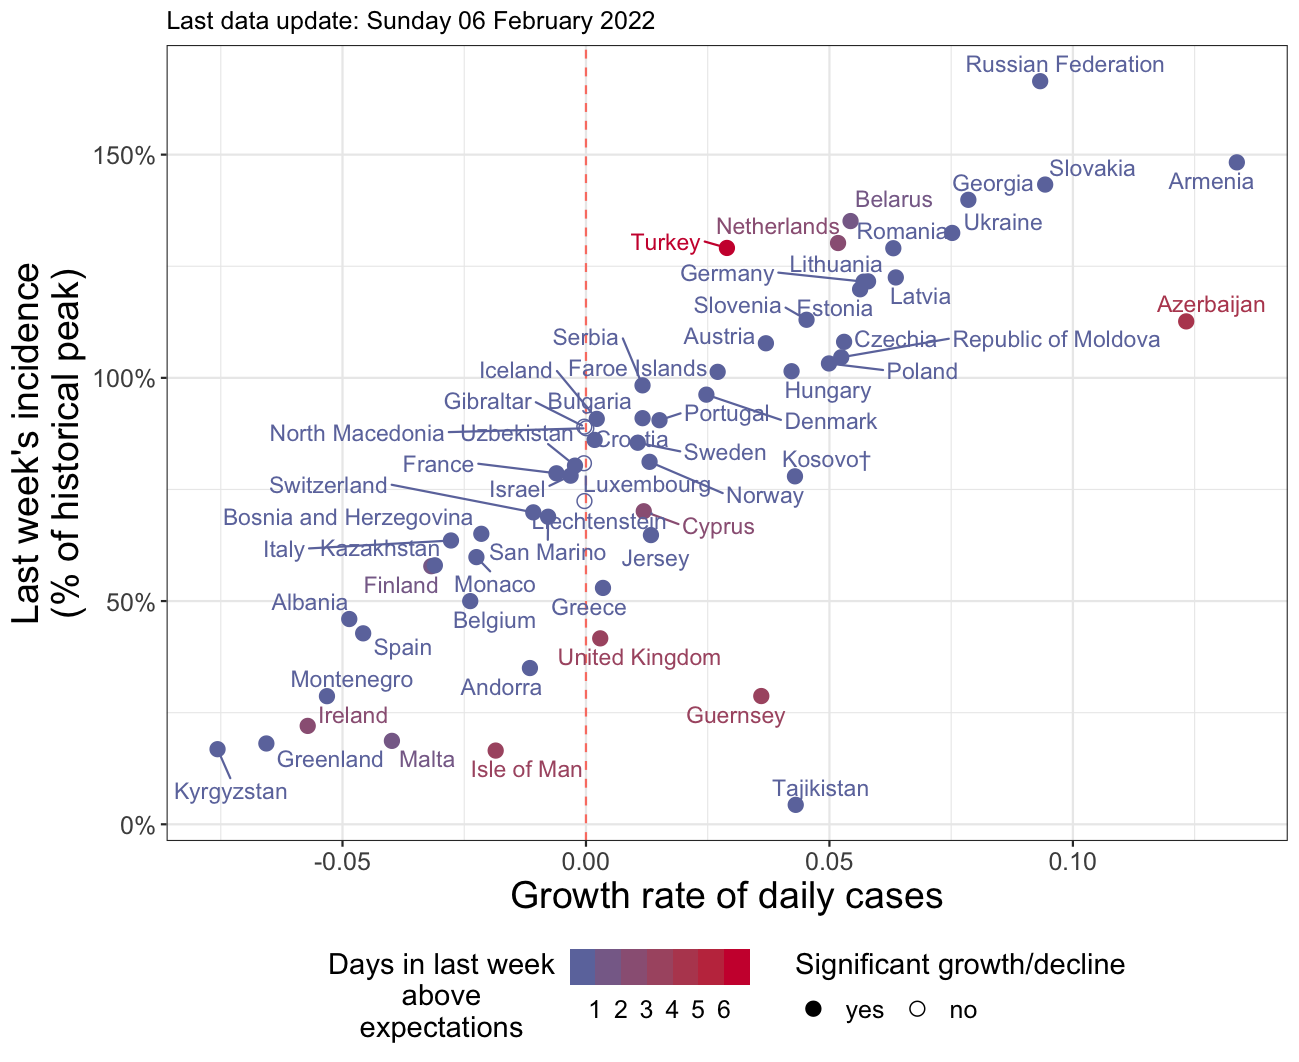 Last data update: Sunday 06 February 2022
Last week's incidence
(% of historical peak)
150%
100%
50%
0%
Russian Federation
Slovakia
Armenia
Georgia
Belarus
Ukraine
Netherlands
Romania
Turkey
Lithuania
Germany
Latvia
Slovenia
Estonia
Azerbaijan
Serbia
Austria
Czechia
Republic of Moldova
Iceland
Faroe Islands
Poland
Hungary
Gibraltar
Bulgaria
Portugal
Denmark
North Macedonia
Uzbekistan
Croatia
Sweden
France
Kosovo†
Switzerland
Israel
Luxembourg
Norway
Bosnia and Herzegovina
Liechtenstein
Cyprus
Italy
Kazakhstan
San Marino
Jersey
Finland
Monaco
Albania
Belgium
Greece
Spain
United Kingdom
Montenegro
Andorra
Ireland
Guernsey
Greenland
Malta
Isle of Man
Kyrgyzstan
Tajikistan
-0.05
0.00
0.05
0.10
Growth rate of daily cases
Days in last week
above
expectations
1 2 3 4 5 6
Significant growth/decline
yes
no